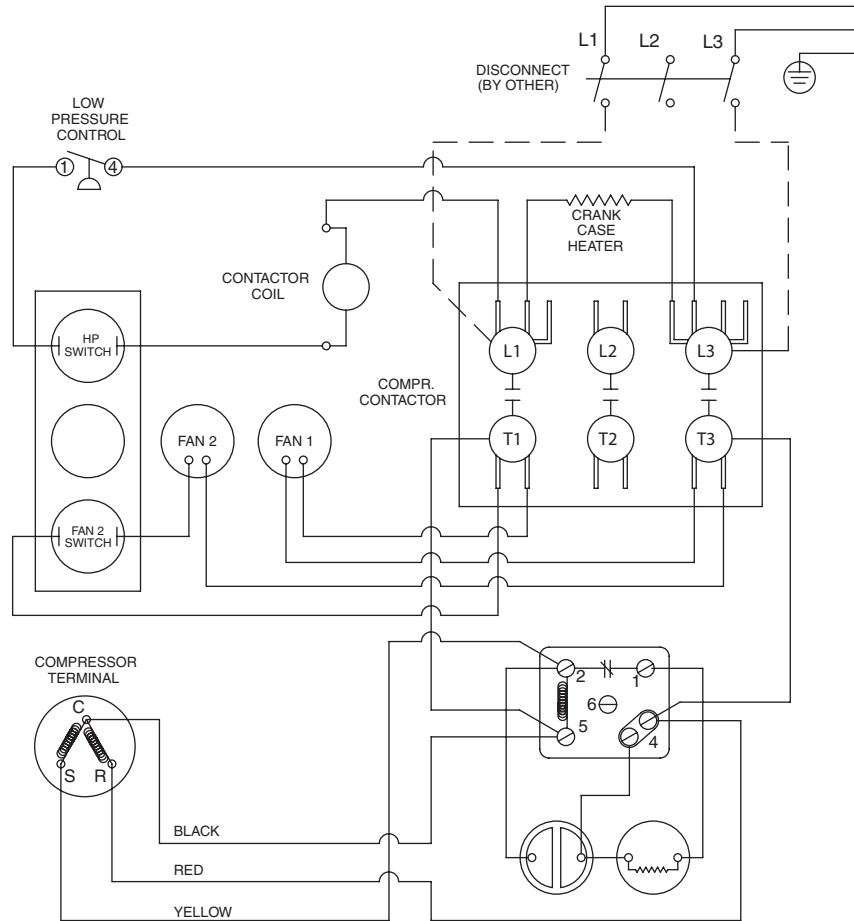 L1
L2
L3
DISCONNECT
(BY OTHER)
LOW
PRESSURE
CONTROL
1
4
CRANK
CASE
HEATER
CONTACTOR
COIL
HP
SWITCH
L1
L2
L3
COMPR.
CONTACTOR
FAN 2
FAN 1
T1
T2
T3
FAN 2
SWITCH
COMPRESSOR
TERMINAL
C
S
R
2
1
6
5
4
BLACK
RED
YELLOW